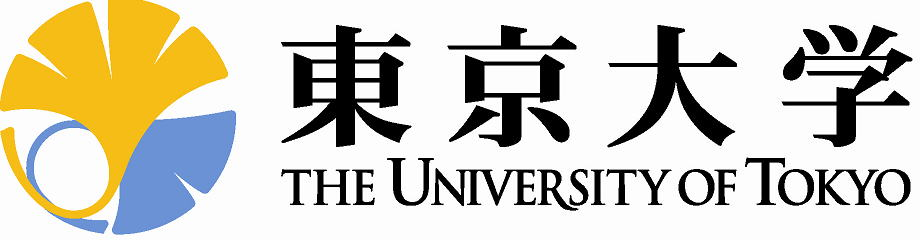 東京大学
THE UNIVERSITY OF TOKYO